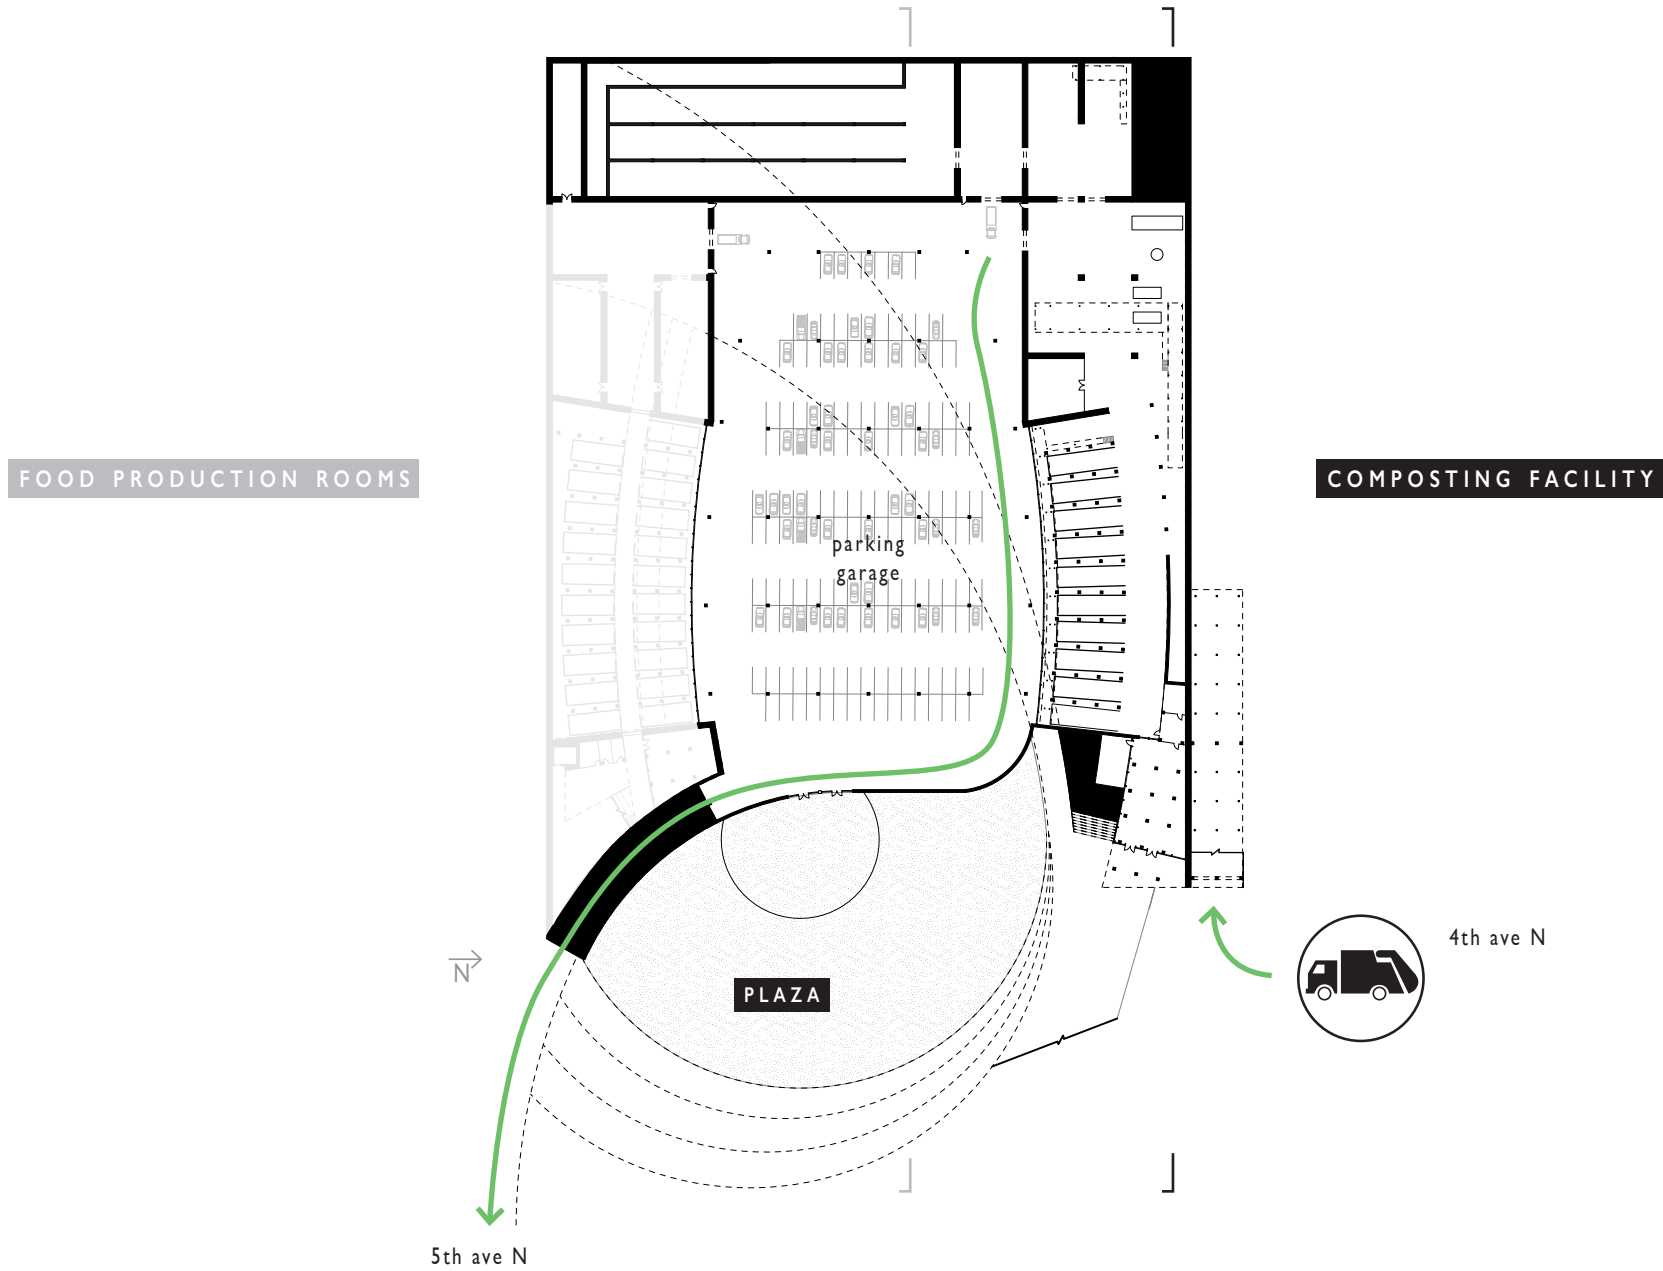 FOOD PRODUCTION ROOMS
COMPOSTING FACILITY
parking
garage
4th ave N
N
PLAZA
5th ave N